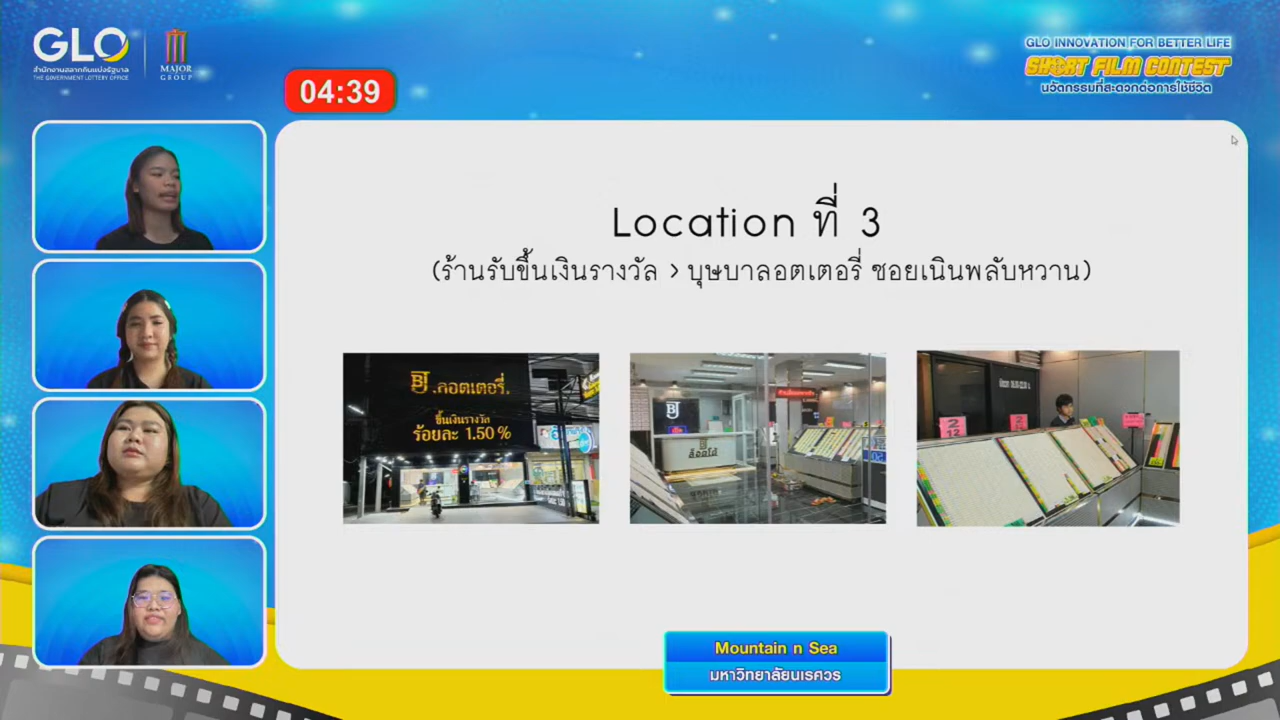 GLO
สำนักงานสลากกินแบ่งรัฐบาล
THE GOVERNMENT LOTTERY OFFICE
MAJOR
GROUP
04:39
GLO INNOVATION FOR BETTER LIFE
SHORT FILM CONTEST
นวัตกรรมที่สะดวกต่อการใช้ชีวิต
Location ที่ 3
(ร้านรับขึ้นเงินรางวัล > บุษบาลอตเตอรี่ ซอยเนินพลับหวาน)
BJ.ลอตเตอรี่.
ขึ้นเงินรางวัล
ร้อยละ 1.50 %
BJ
2
12
2
Mountain n Sea
มหาวิทยาลัยนเรศวร